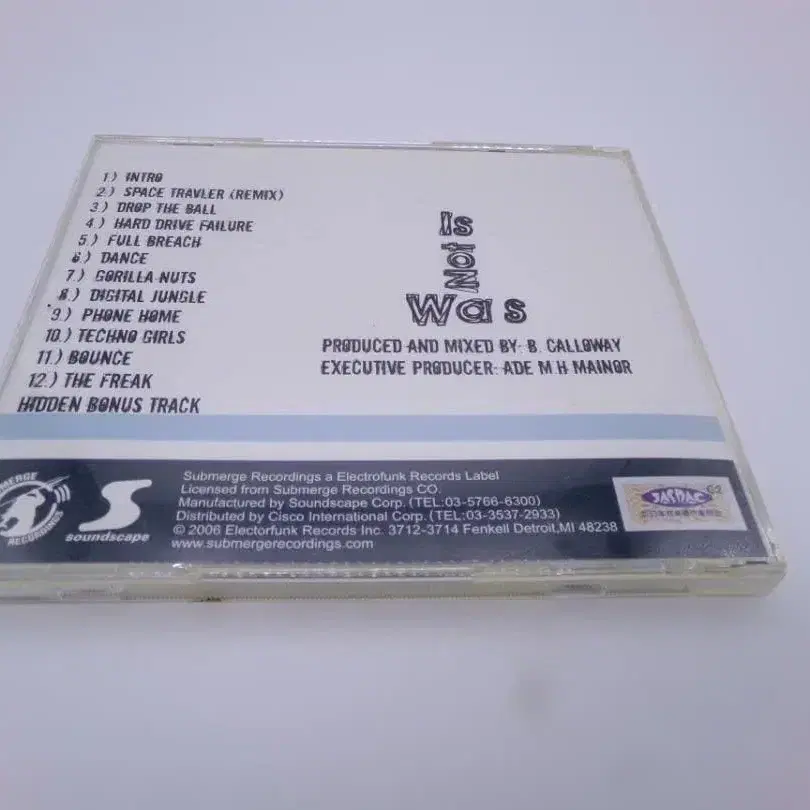 1.) INTRO
2.) SPACE TRAVLER (REMIX)
3.) DROP THE BALL
4.) HARD DRIVE FAILURE
5.) FULL BREACH
6.) DANCE
7.) GORILLA NUTS
8.) DIGITAL JUNGLE
9.) PHONE HOME
10.) TECHNO GIRLS
11.) BOUNCE
12.) THE FREAK
HIDDEN BONUS TRACK
Is
Not
Was
PRODUCED AND MIXED BY: B. CALLOWAY
EXECUTIVE PRODUCER: ADE M H MAINOR
RECORDINGS
soundscape
Submerge Recordings a Electrofunk Records Label
Licensed from Submerge Recordings CO.
Manufactured by Soundscape Corp. (TEL:03-5766-6300)
Distributed by Cisco International Corp. (TEL:03-3537-2933)
© 2006 Electorfunk Records Inc. 3712-3714 Fenkell Detroit,MI 48238
www.submergerecordings.com
JASRAC